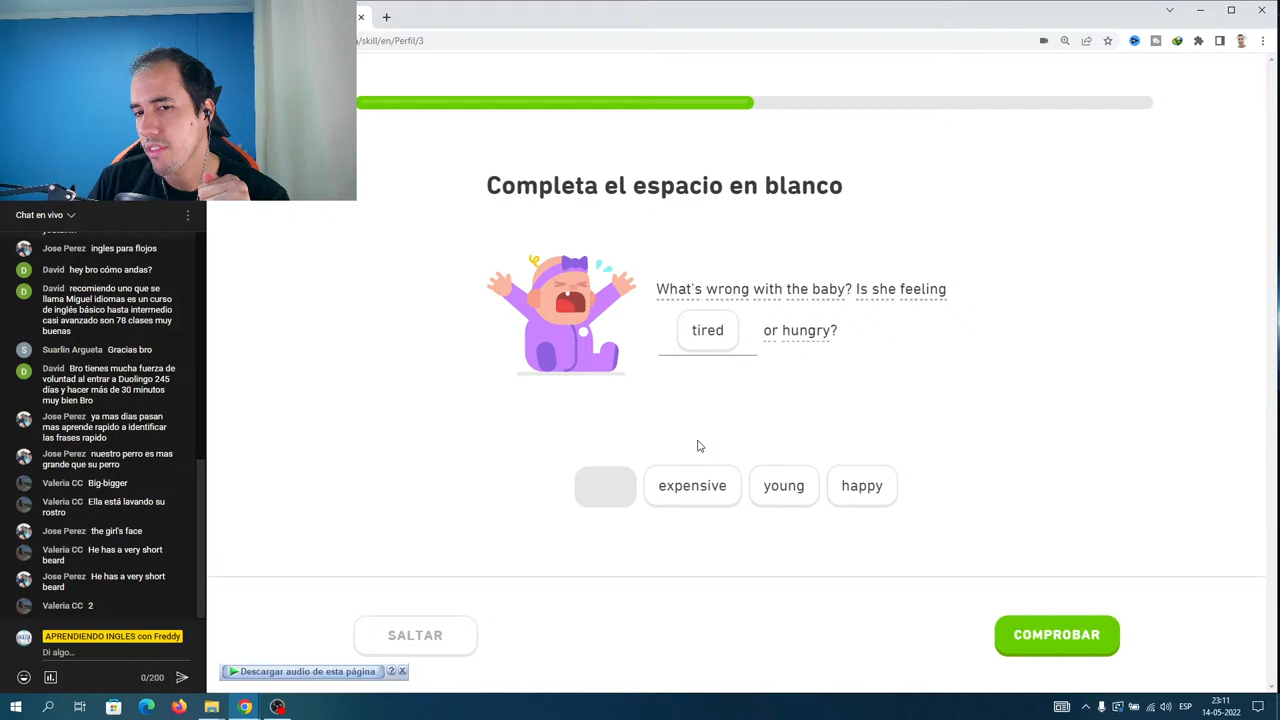 /skill/en/Perfil/3
Completa el espacio en blanco
What's wrong with the baby? Is she feeling
tired or hungry?
expensive young happy
SALTAR
COMPROBAR
Descargar audio de esta página
Chat en vivo
Jose Perez ingles para flojos
David hey bro cómo andas?
David recomiendo uno que se
llama Miguel idiomas es un curso
de inglés básico hasta intermedio
casi avanzado son 78 clases muy
buenas
Suarlin Argueta Gracias bro
David Bro tienes mucha fuerza de
voluntad al entrar a Duolingo 245
días y hacer más de 30 minutos
muy bien Bro
Jose Perez ya mas dias pasan
mas aprende rapido a identificar
las frases rapido
Jose Perez nuestro perro es mas
grande que su perro
Valeria CC Big-bigger
Valeria CC Ella está lavando su
rostro
Jose Perez the girl's face
Valeria CC He has a very short
beard
Jose Perez He has a very short
beard
Valeria CC 2
APRENDIENDO INGLES con Freddy
Di algo...
0/200
ESP
23:11
14-05-2022